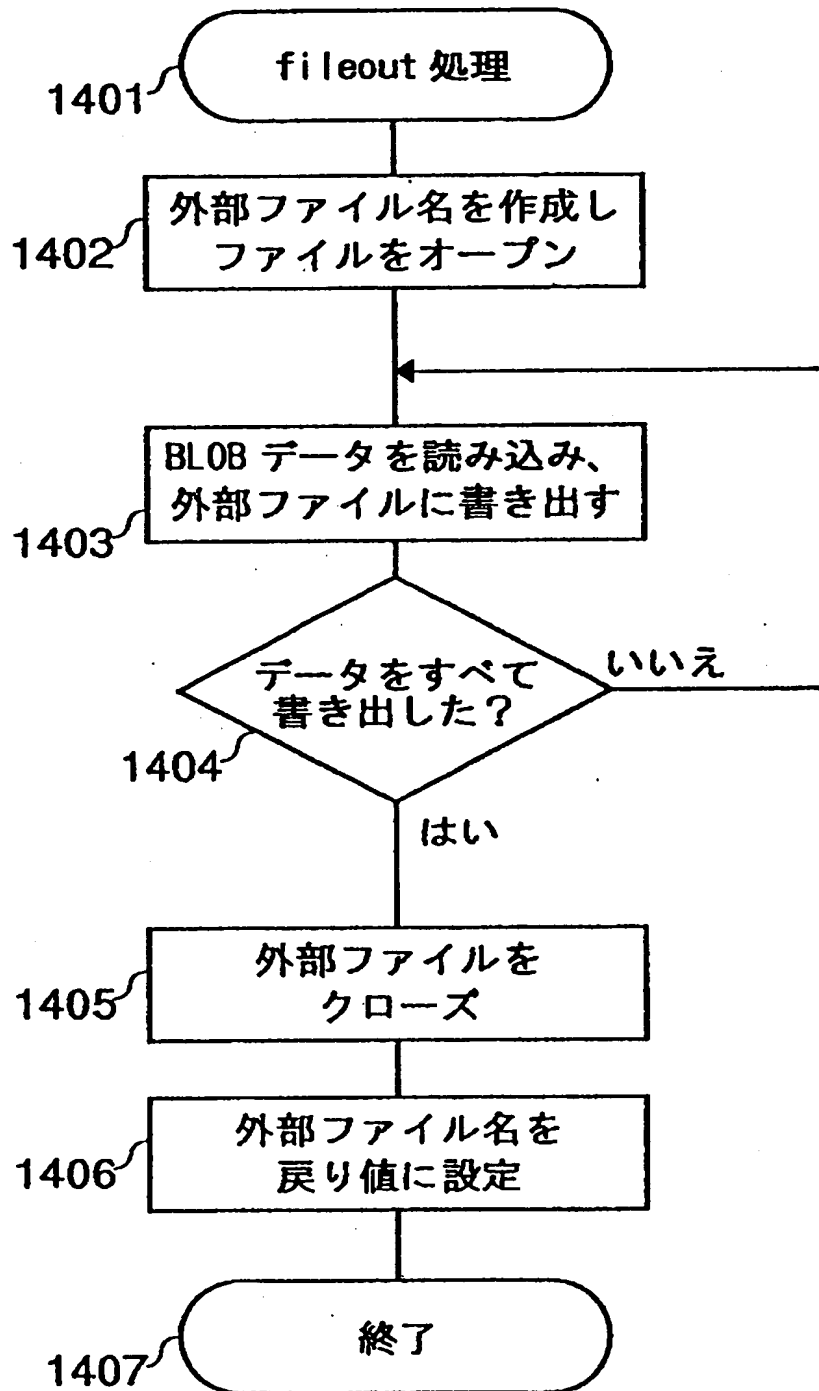 fileout 処理
1401
外部ファイル名を作成し
ファイルをオープン
1402
BLOB データを読み込み、
外部ファイルに書き出す
1403
データをすべて
書き出した？
いいえ
1404
はい
外部ファイルを
クローズ
1405
外部ファイル名を
戻り値に設定
1406
終了
1407